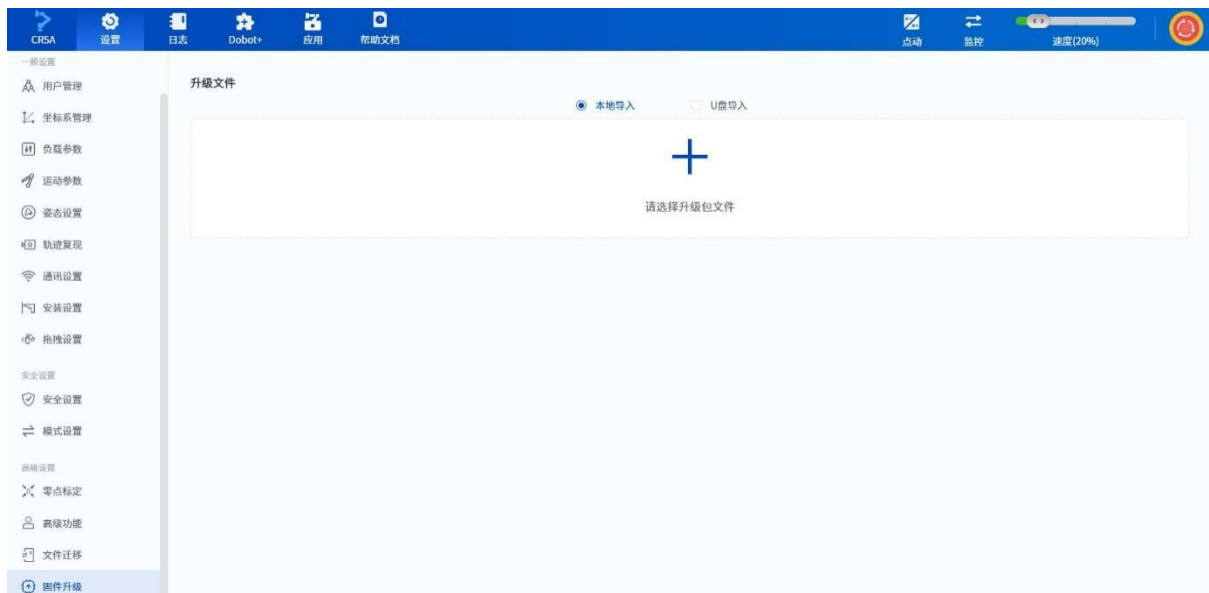 CR5A 设置 日志 Dobot+ 应用 帮助文档 点动 监控 速度(20%)
一般设置
用户管理
坐标系管理
负载参数
运动参数
姿态设置
轨迹复现
通讯设置
安装设置
拖拽设置
安全设置
安全设置
模式设置
高级设置
零点标定
高级功能
文件迁移
固件升级
升级文件
本地导入 U盘导入
请选择升级包文件